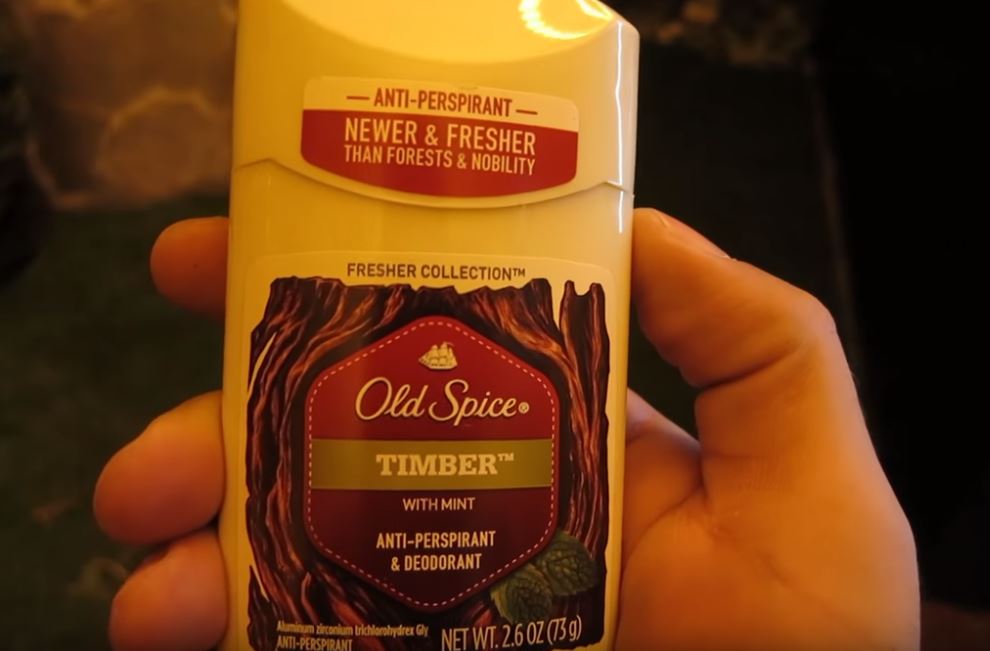 — ANTI-PERSPIRANT —
NEWER & FRESHER
THAN FORESTS & NOBILITY
FRESHER COLLECTION™
Old Spice®
TIMBER™
WITH MINT
ANTI-PERSPIRANT
& DEODORANT
Aluminum zirconium trichlorohydrex Gly
ANTI-PERSPIRANT
NET WT. 2.6 OZ (73 g)